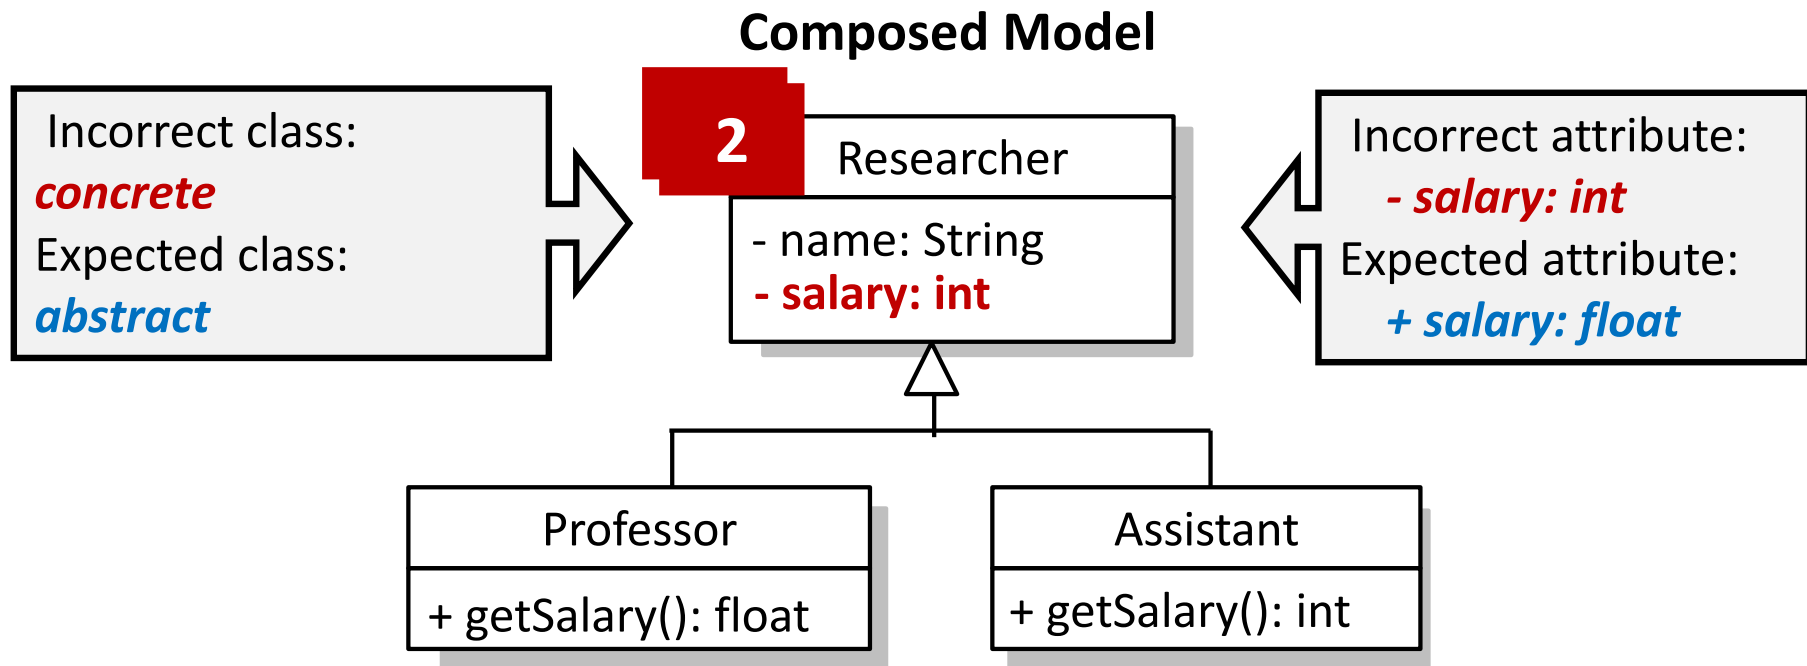 Composed Model
Incorrect class:
concrete
Expected class:
abstract
2
Researcher
- name: String
- salary: int
Incorrect attribute:
- salary: int
Expected attribute:
+ salary: float
Professor
+ getSalary(): float
Assistant
+ getSalary(): int